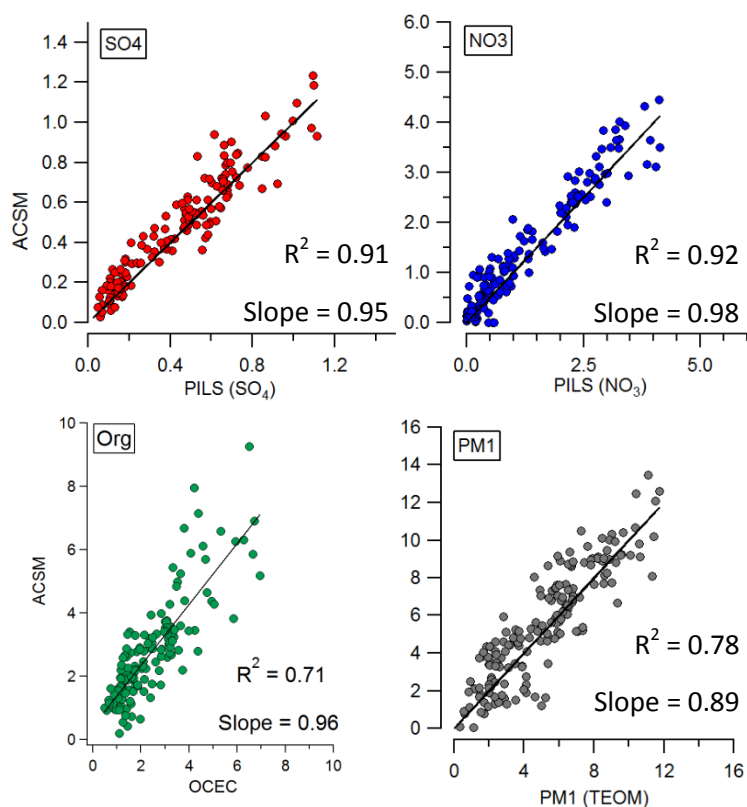 SO4
ACSM
1.4
1.2
1.0
0.8
0.6
0.4
0.2
0.0
R² = 0.91
Slope = 0.95
0.0
0.4
0.8
1.2
PILS (SO₄)
NO3
6.0
5.0
4.0
3.0
2.0
1.0
0.0
R² = 0.92
Slope = 0.98
0.0
2.5
5.0
PILS (NO₃)
Org
ACSM
10
8
6
4
2
0
R² = 0.71
Slope = 0.96
0
2
4
6
8
10
OCEC
PM1
16
14
12
10
8
6
4
2
0
R² = 0.78
Slope = 0.89
0
4
8
12
16
PM1 (TEOM)